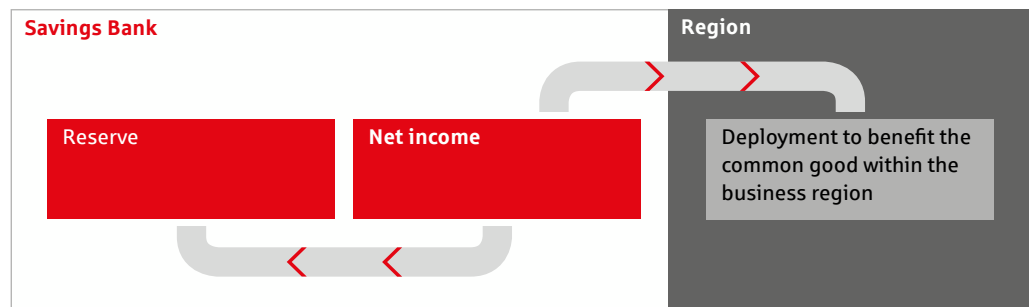 Savings Bank
Region
Reserve
Net income
Deployment to benefit the
common good within the
business region